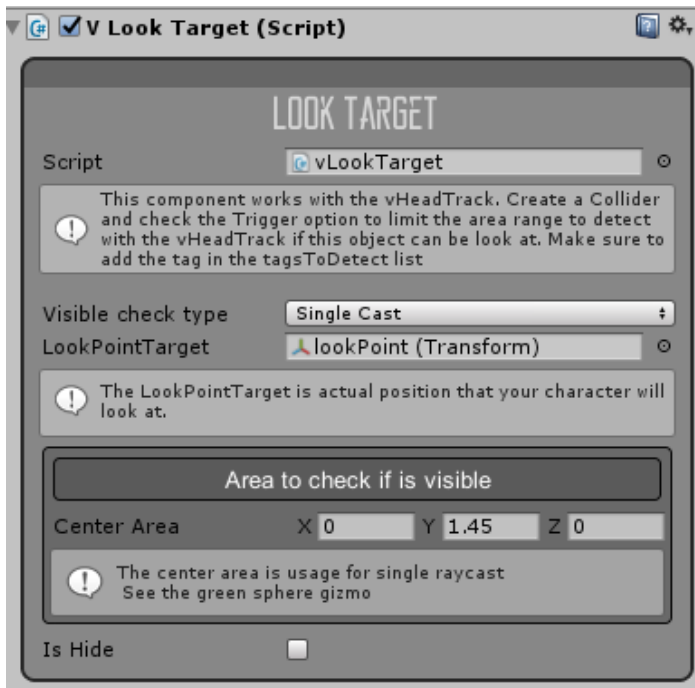 V Look Target (Script)
LOOK TARGET
Script vLookTarget
This component works with the vHeadTrack. Create a Collider
and check the Trigger option to limit the area range to detect
with the vHeadTrack if this object can be look at. Make sure to
add the tag in the tagsToDetect list
Visible check type Single Cast
LookPointTarget lookPoint (Transform)
The LookPointTarget is actual position that your character will
look at.
Area to check if is visible
Center Area X 0 Y 1.45 Z 0
The center area is usage for single raycast
See the green sphere gizmo
Is Hide